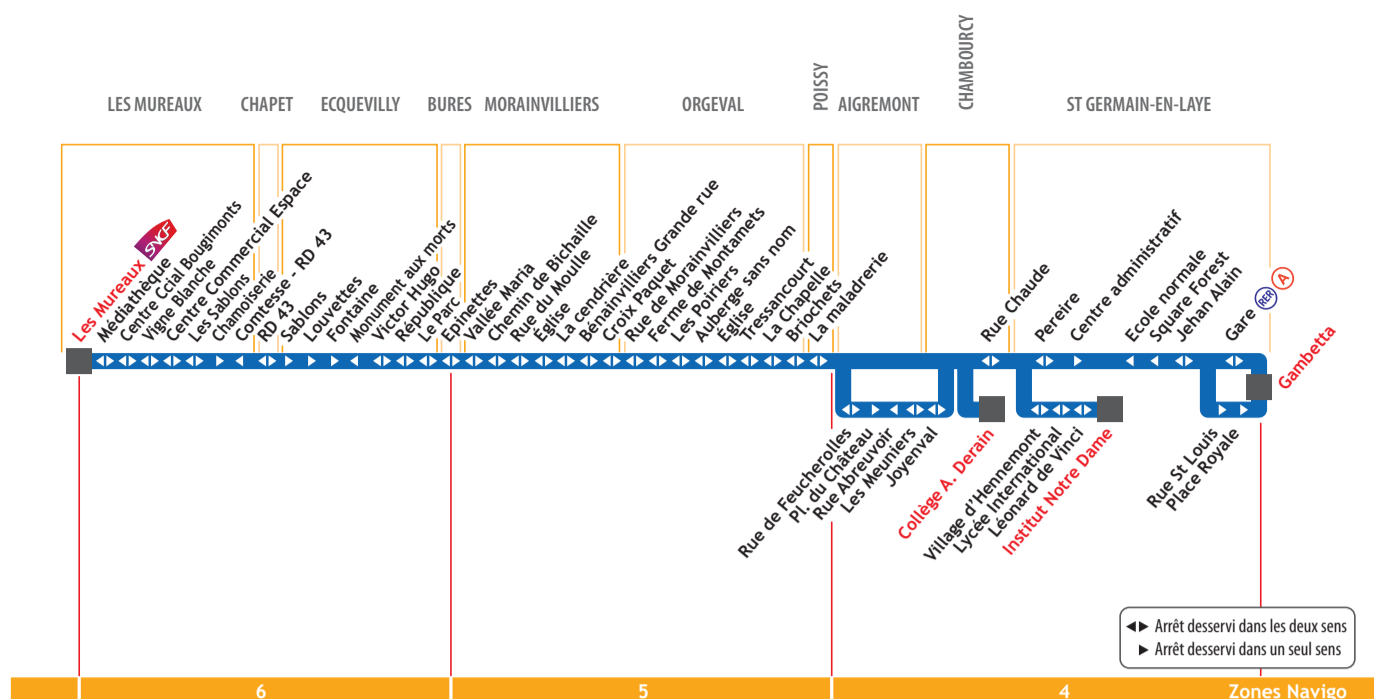 LES MUREAUX
CHAPET
ECQUEVILLY
BURES
MORAINVILLIERS
ORGEVAL
POISSY
AIGREMONT
CHAMBOURCY
ST GERMAIN-EN-LAYE
Les Mureaux
SNCF
Médiathèque
Centre Ccial Bougimonts
Vigne Blanche
Centre Commercial Espace
Les Sablons
Chamoiserie
Comtesse - RD 43
RD 43
Sablons
Louvettes
Fontaine
Monument aux morts
Victor Hugo
République
Le Parc
Epinettes
Vallée Maria
Chemin de Bichaille
Rue du Moulle
Église
La cendrière
Bénainvilliers Grande rue
Croix Paquet
Rue de Morainvilliers
Ferme de Montamets
Les Poiriers
Auberge sans nom
Église
Tressancourt
La Chapelle
Briochets
La maladrerie
Rue Chaude
Pereire
Centre administratif
Ecole normale
Square Forest
Jehan Alain
Gare RER A
Gambetta
Rue de Feucherolles
Pl. du Château
Rue Abreuvoir
Les Meuniers
Joyenval
Collège A. Derain
Village d'Hennemont
Lycée International
Léonard de Vinci
Institut Notre Dame
Rue St Louis
Place Royale
Arrêt desservi dans les deux sens
Arrêt desservi dans un seul sens
6
5
4
Zones Navigo